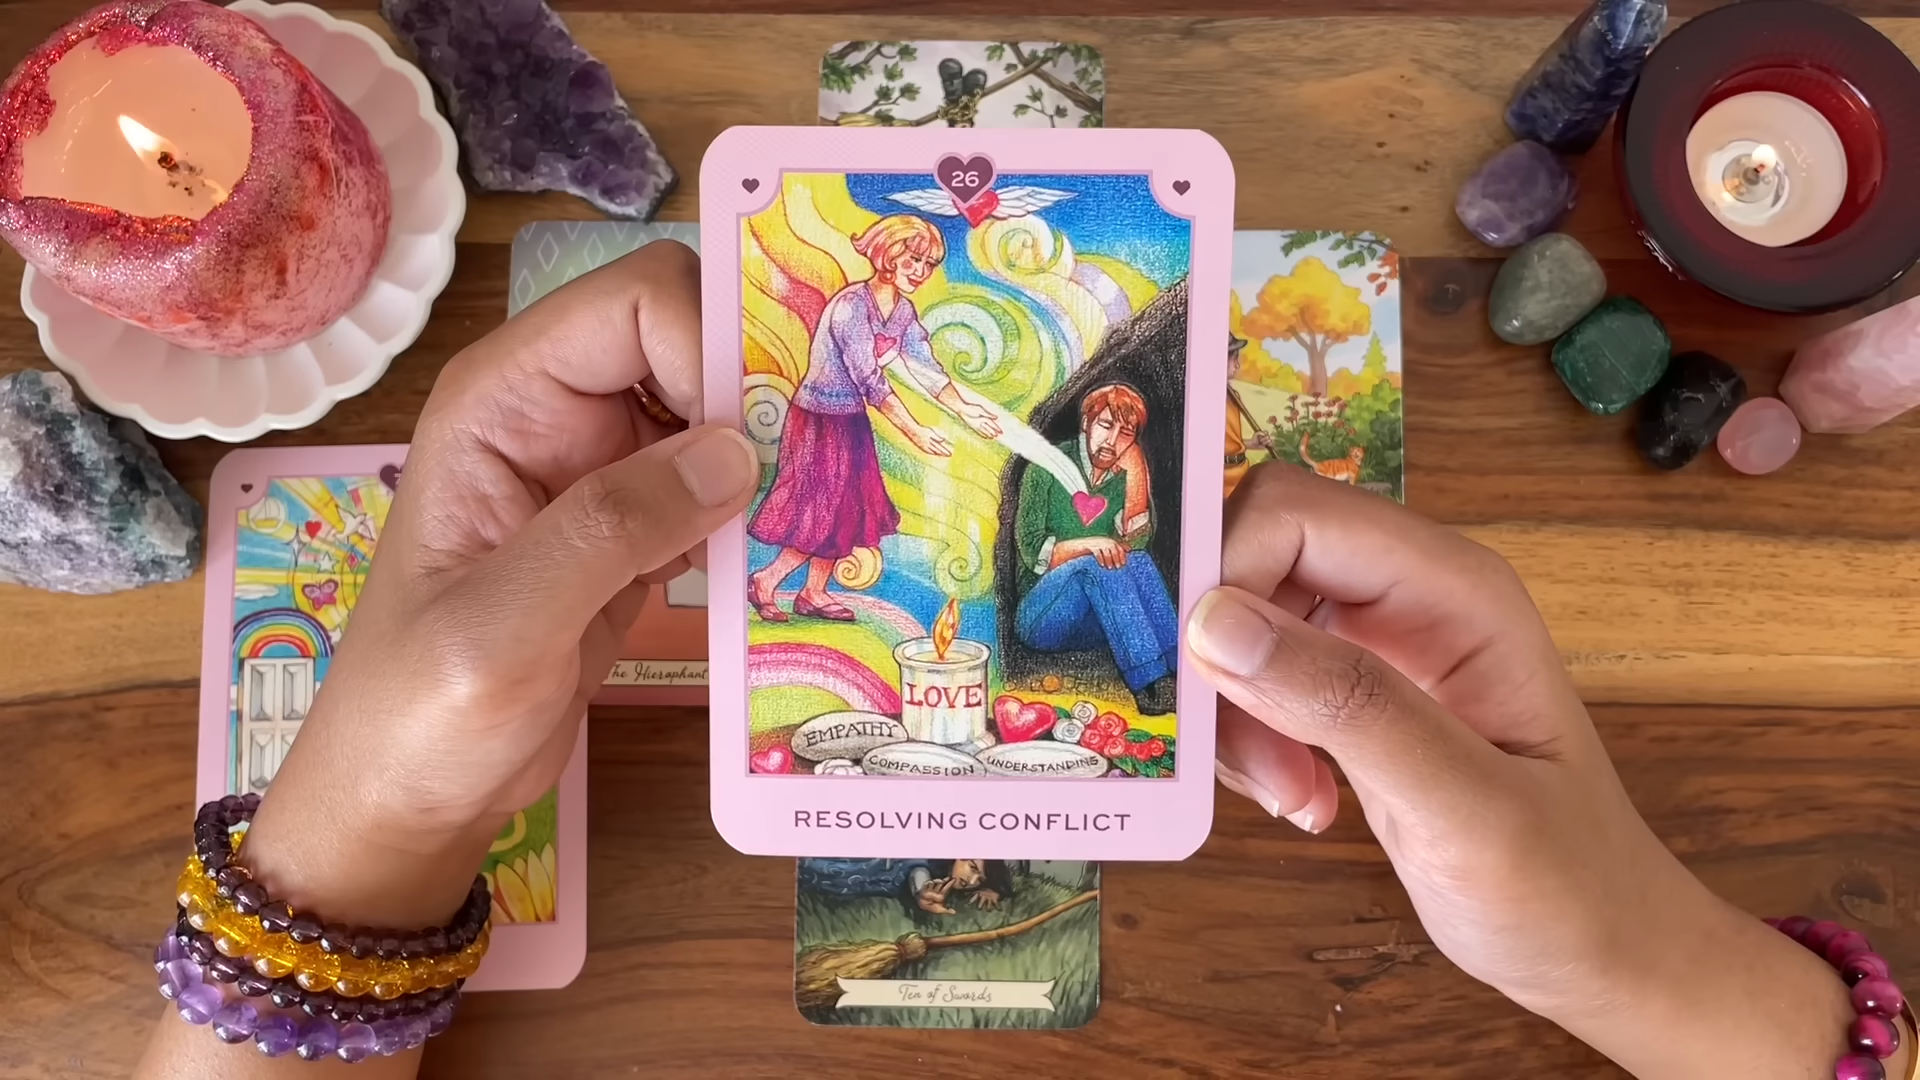 26
The Hierophant
LOVE
EMPATHY
COMPASSION
UNDERSTANDING
RESOLVING CONFLICT
Ten of Swords